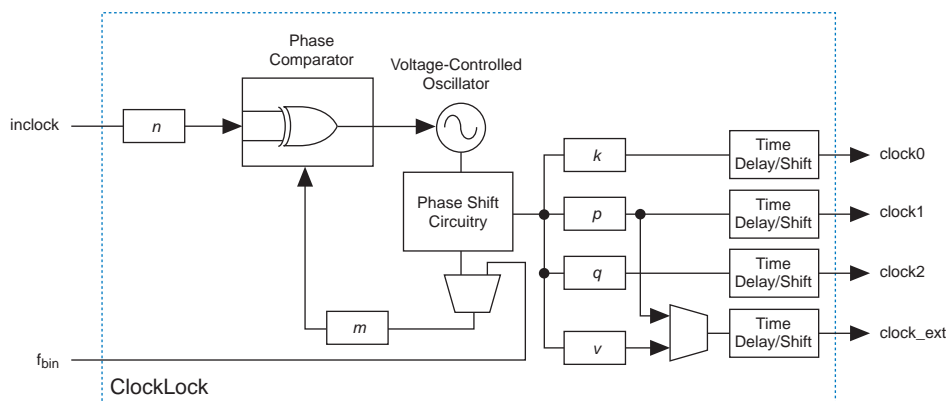 Phase
Comparator
Voltage-Controlled
Oscillator
inclock
n
k
Time
Delay/Shift
clock0
Phase Shift
Circuitry
p
Time
Delay/Shift
clock1
q
Time
Delay/Shift
clock2
m
v
Time
Delay/Shift
clock_ext
fbin
ClockLock